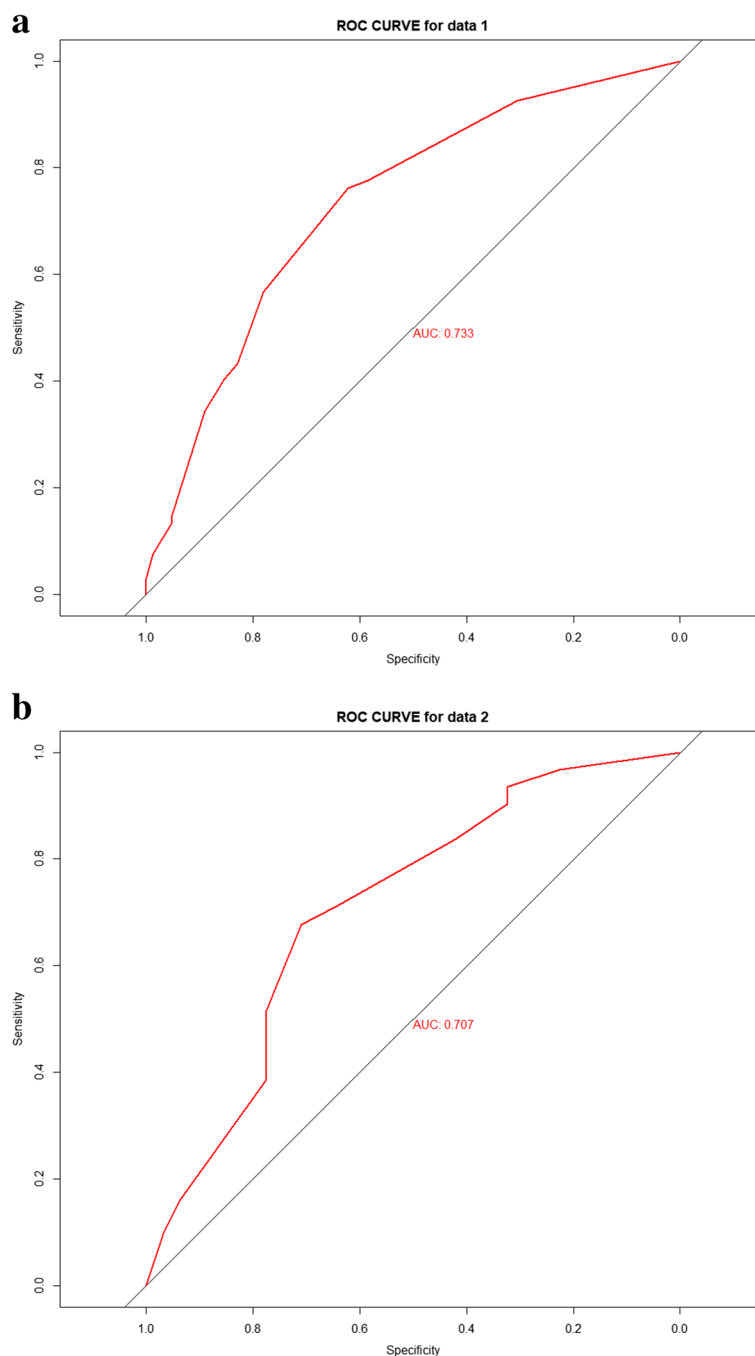 a
ROC CURVE for data 1
1.0
0.8
0.6
0.4
0.2
0.0
Sensitivity
AUC: 0.733
1.0 0.8 0.6 0.4 0.2 0.0
Specificity
b
ROC CURVE for data 2
1.0
0.8
0.6
0.4
0.2
0.0
Sensitivity
AUC: 0.707
1.0 0.8 0.6 0.4 0.2 0.0
Specificity